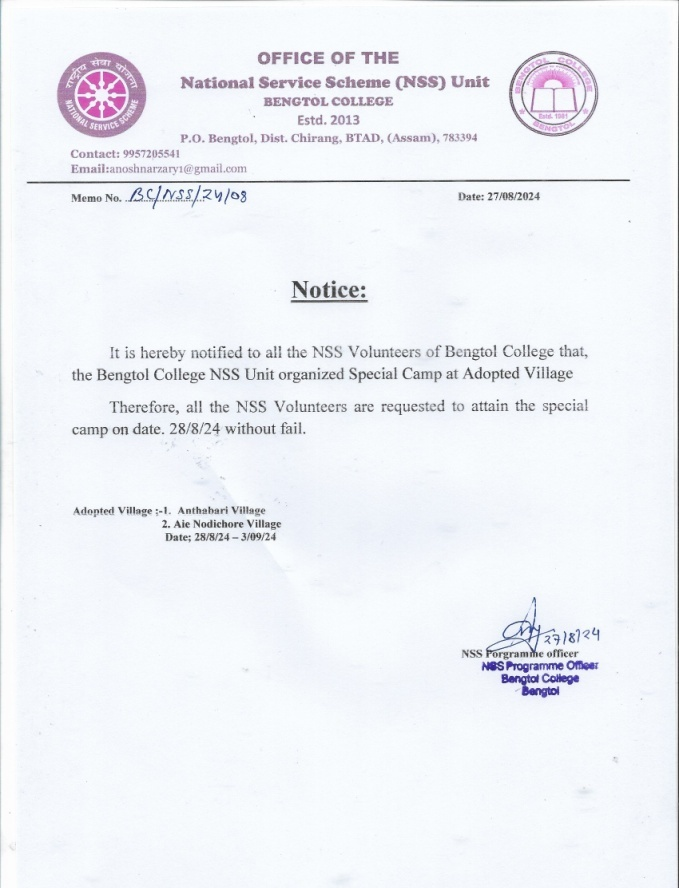 OFFICE OF THE
National Service Scheme (NSS) Unit
BENGTOL COLLEGE
Estd. 2013
P.O. Bengtol, Dist. Chirang, BTAD, (Assam), 783394
राष्ट्रीय सेवा योजना
NATIONAL SERVICE SCHEME
BENGTOL COLLEGE
BENGTOL
Contact: 9957205541
Email:anoshnarzary1@gmail.com
Memo No. BC/NSS/24/08
Date: 27/08/2024
Notice:
It is hereby notified to all the NSS Volunteers of Bengtol College that,
the Bengtol College NSS Unit organized Special Camp at Adopted Village
Therefore, all the NSS Volunteers are requested to attain the special
camp on date. 28/8/24 without fail.
Adopted Village :-1. Anthabari Village
2. Aie Nodichore Village
Date; 28/8/24 – 3/09/24
27/8/24
NSS Porgramme officer
NSS Programme Officer
Bengtol College
Bengtol